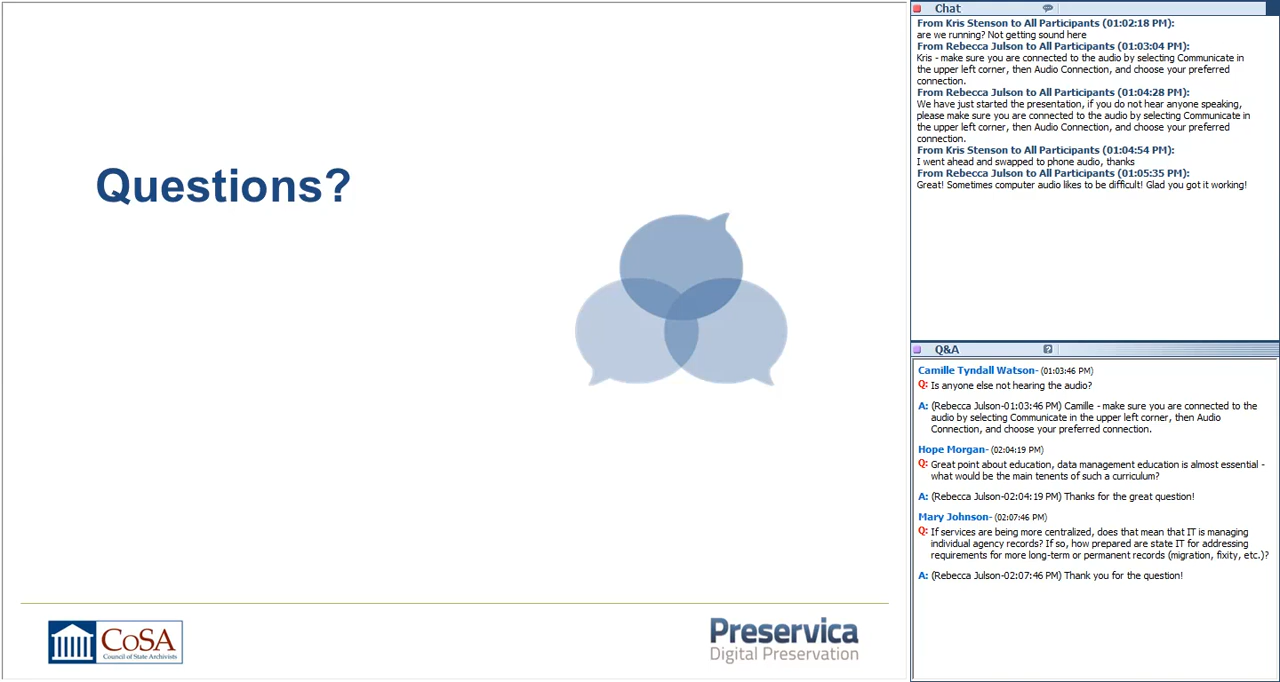 Questions?
CoSA
Council of State Archivists
Preservica
Digital Preservation
Chat
From Kris Stenson to All Participants (01:02:18 PM):
are we running? Not getting sound here
From Rebecca Julson to All Participants (01:03:04 PM):
Kris - make sure you are connected to the audio by selecting Communicate in
the upper left corner, then Audio Connection, and choose your preferred
connection.
From Rebecca Julson to All Participants (01:04:28 PM):
We have just started the presentation, if you do not hear anyone speaking,
please make sure you are connected to the audio by selecting Communicate in
the upper left corner, then Audio Connection, and choose your preferred
connection.
From Kris Stenson to All Participants (01:04:54 PM):
I went ahead and swapped to phone audio, thanks
From Rebecca Julson to All Participants (01:05:35 PM):
Great! Sometimes computer audio likes to be difficult! Glad you got it working!
Q&A
Camille Tyndall Watson- (01:03:46 PM)
Q: Is anyone else not hearing the audio?
A: (Rebecca Julson-01:03:46 PM) Camille - make sure you are connected to the
audio by selecting Communicate in the upper left corner, then Audio
Connection, and choose your preferred connection.
Hope Morgan- (02:04:19 PM)
Q: Great point about education, data management education is almost essential -
what would be the main tenents of such a curriculum?
A: (Rebecca Julson-02:04:19 PM) Thanks for the great question!
Mary Johnson- (02:07:46 PM)
Q: If services are being more centralized, does that mean that IT is managing
individual agency records? If so, how prepared are state IT for addressing
requirements for more long-term or permanent records (migration, fixity, etc.)?
A: (Rebecca Julson-02:07:46 PM) Thank you for the question!